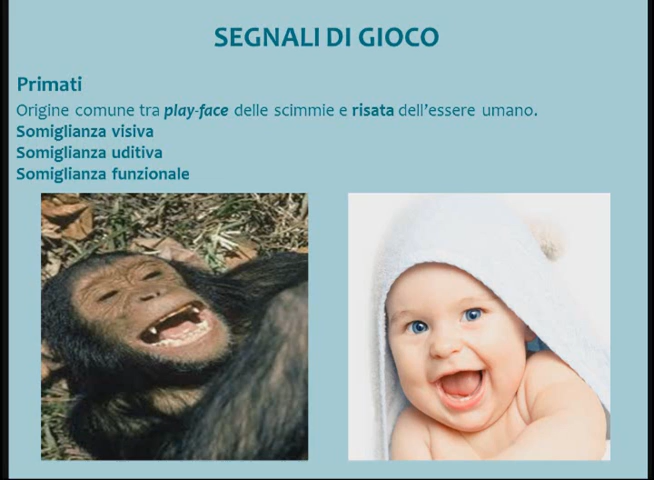 SEGNALI DI GIOCO
Primati
Origine comune tra play-face delle scimmie e risata dell'essere umano.
Somiglianza visiva
Somiglianza uditiva
Somiglianza funzionale